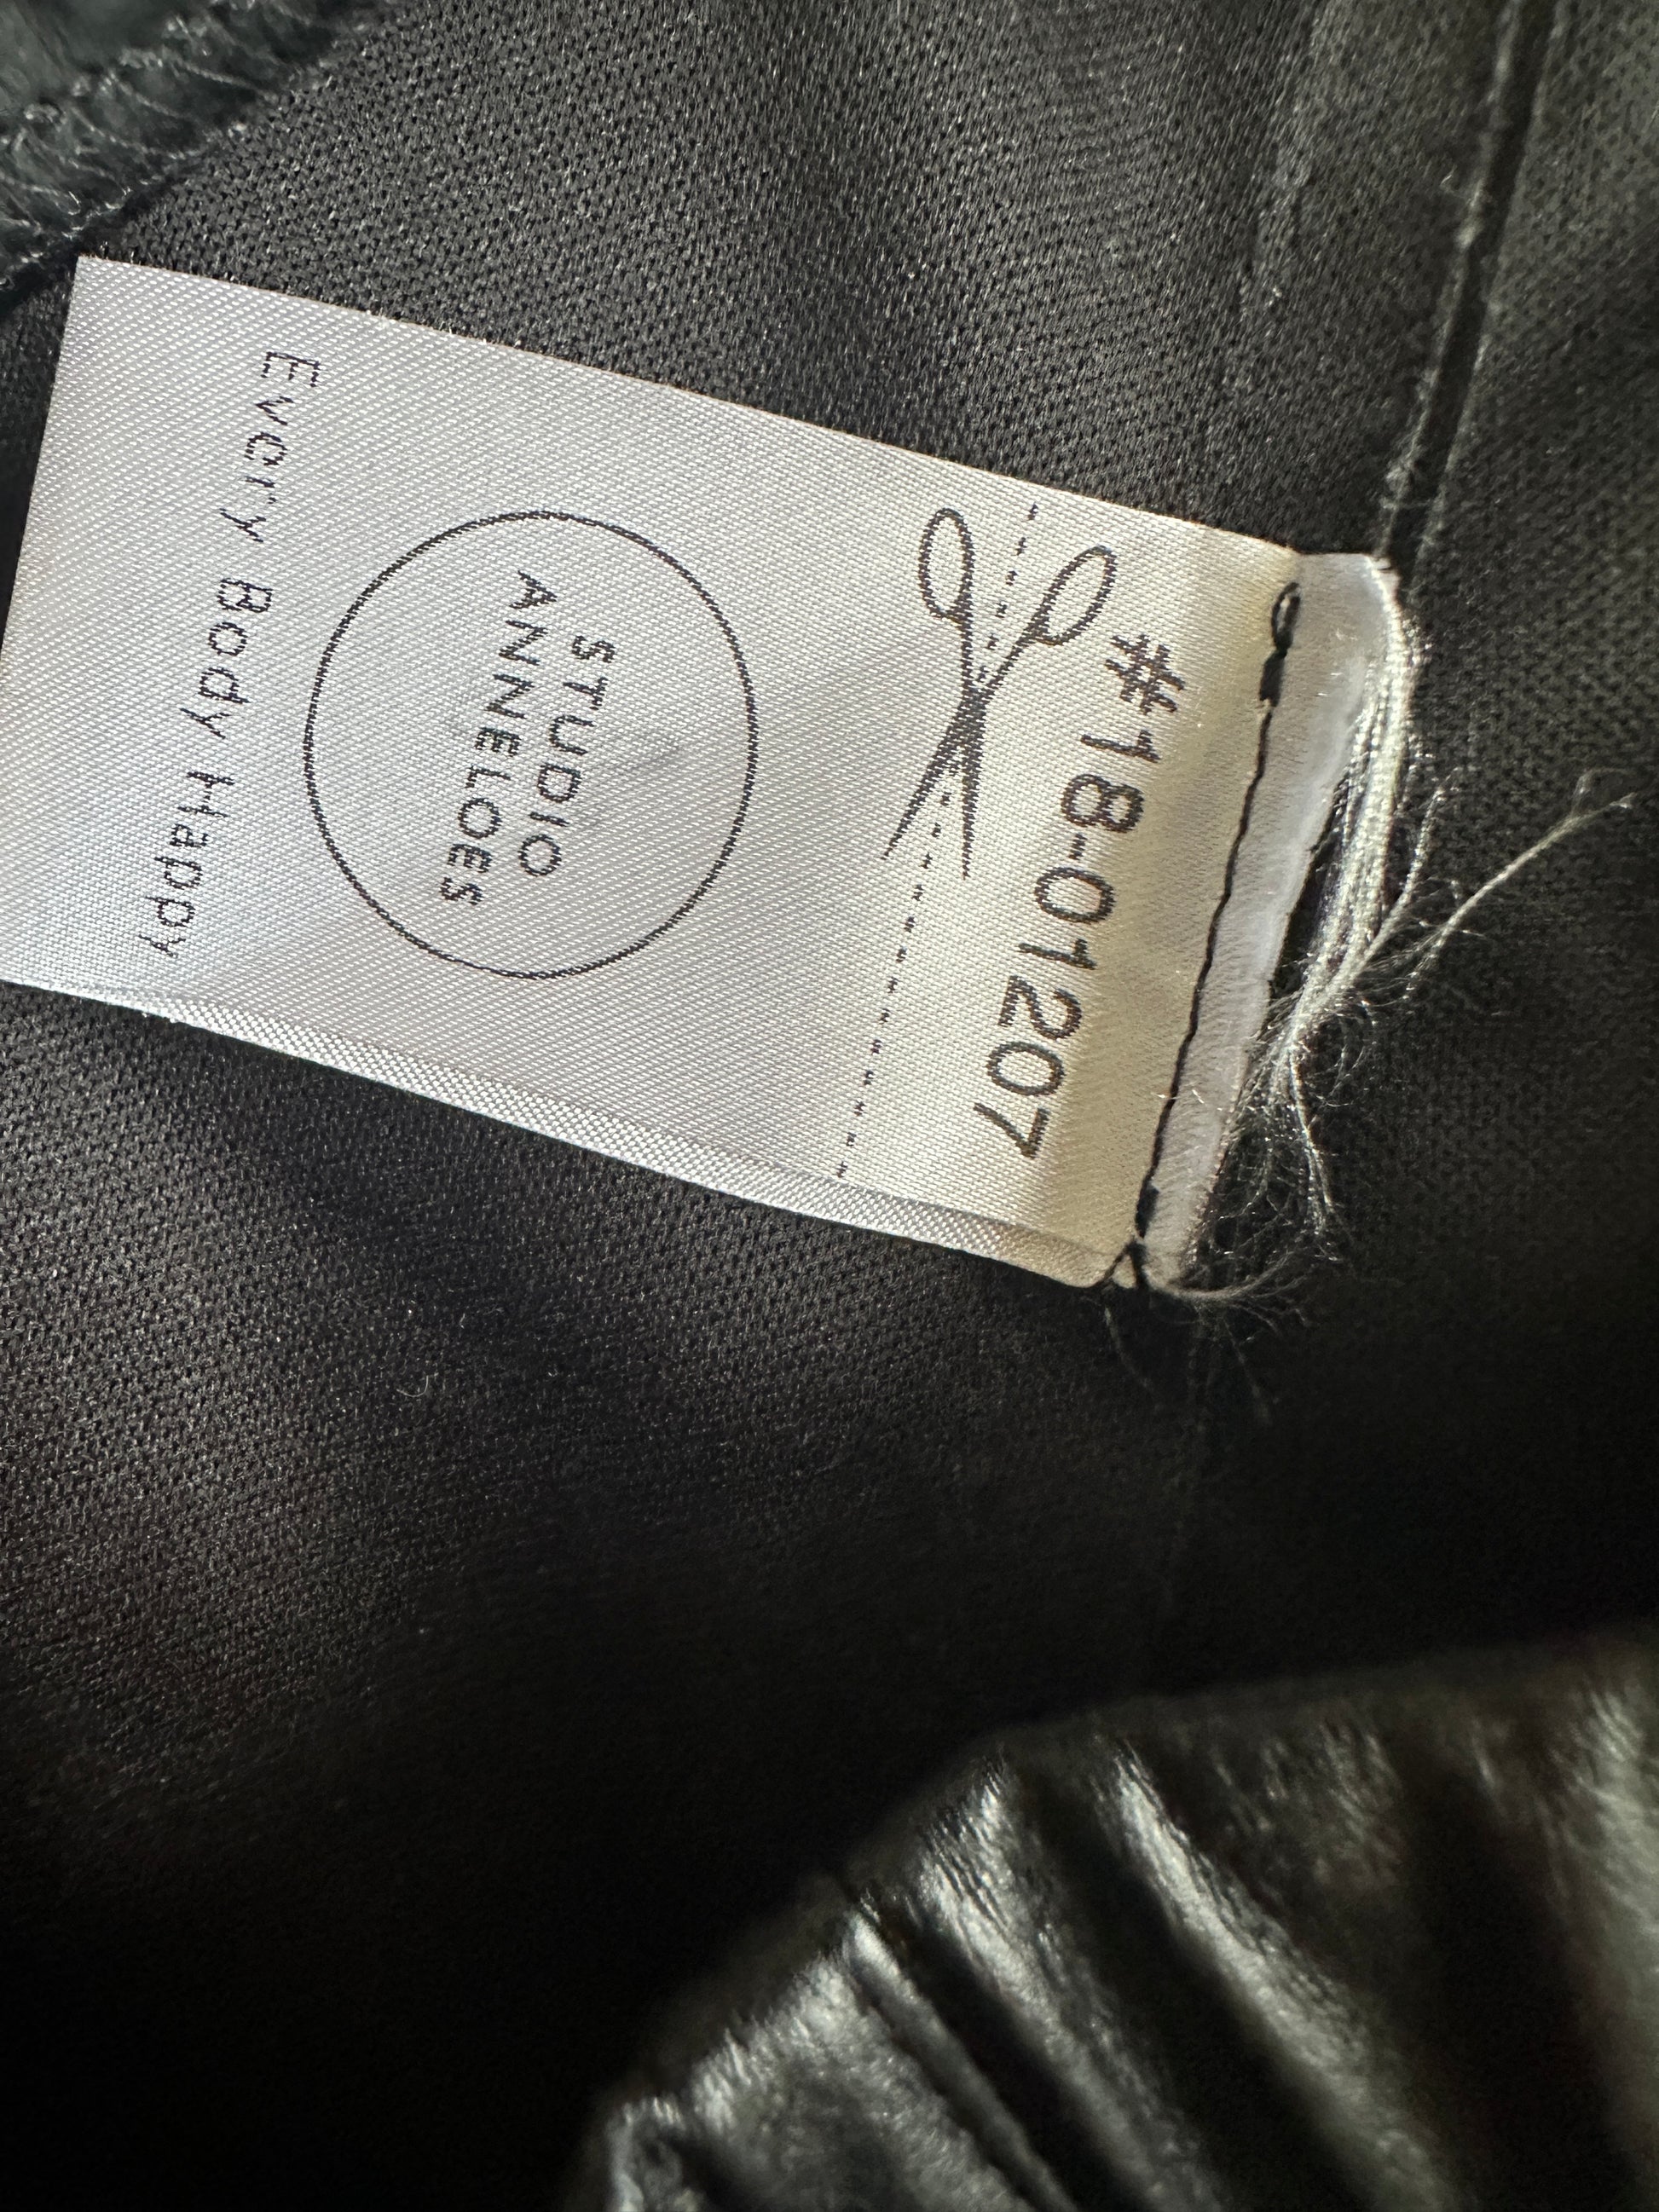 #18-01207
STUDIO
ANNELOES
Every Body Happy